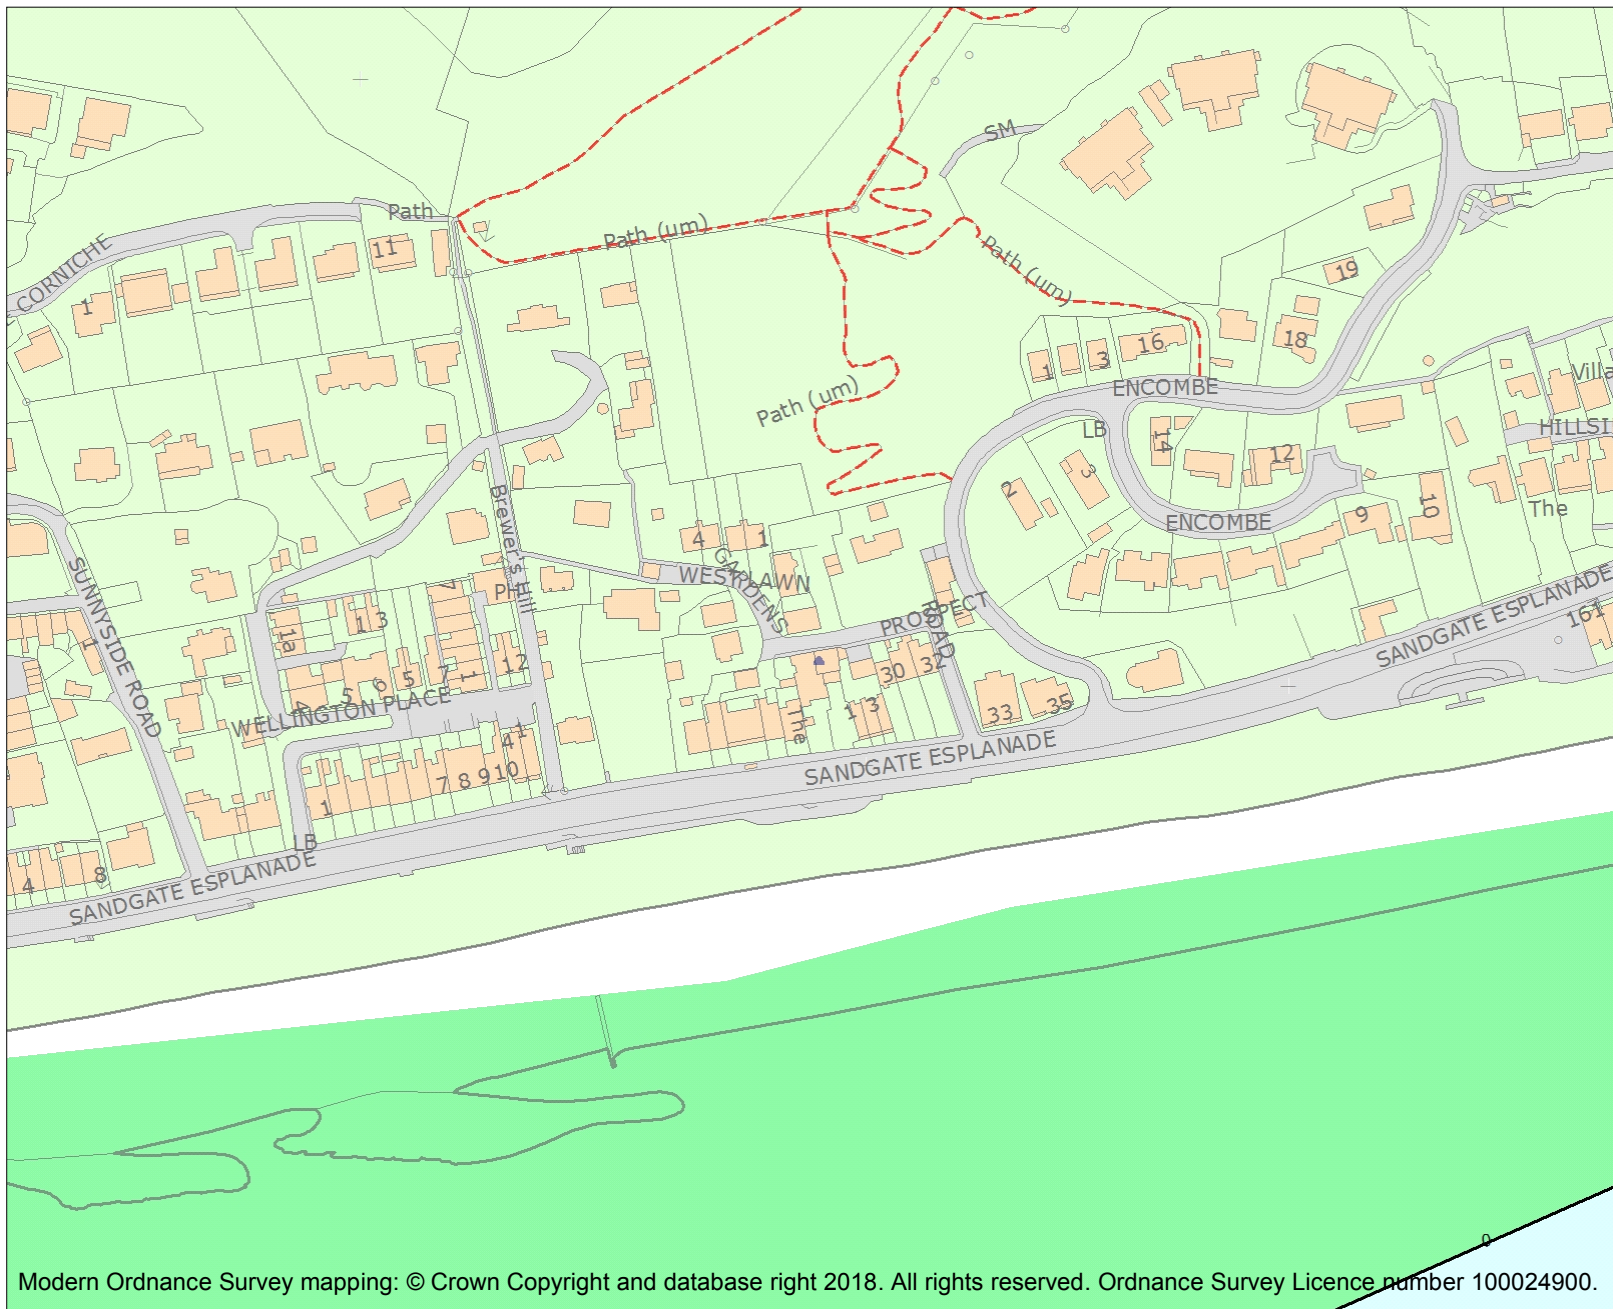 SM
Path
Path (um)
Path (um)
CORNICHE
11
1
19
18
16
3
1
ENCOMBE
Path (um)
Villa
HILLSI
LB
14
12
3
2
10
9
The
ENCOMBE
Brewer's Hill
4
1
WEST LAWN
GARDENS
SUNNYSIDE ROAD
1
PH
7
1a
1 3
PROSPECT
ROAD
161
SANDGATE ESPLANADE
12
5 6 5 7 1
4
WELLINGTON PLACE
30
32
33
35
1 3
The
4 1
7 8 9 10
1
SANDGATE ESPLANADE
LB
8
4
SANDGATE ESPLANADE
0
Modern Ordnance Survey mapping: © Crown Copyright and database right 2018. All rights reserved. Ordnance Survey Licence number 100024900.